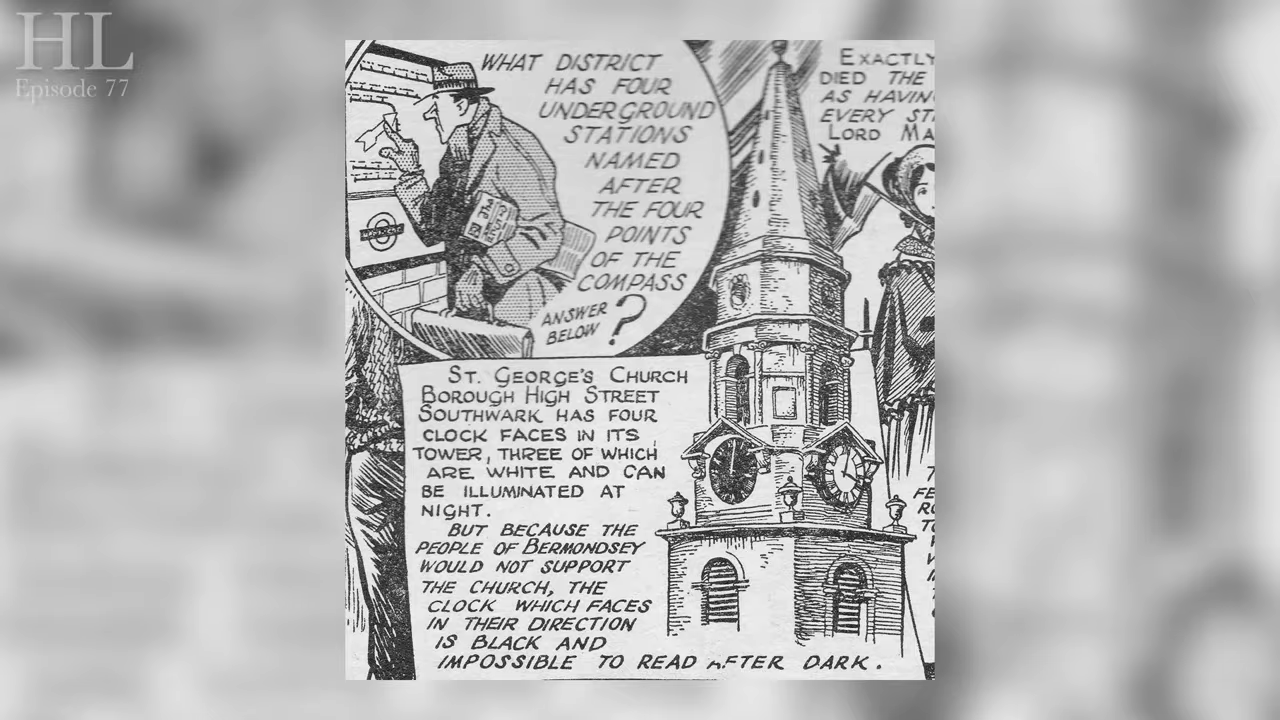 HL
Episode 77
WHAT DISTRICT
HAS FOUR
UNDERGROUND
STATIONS
NAMED
AFTER
THE FOUR
POINTS
OF THE
COMPASS
ANSWER
BELOW ?
EXACTLY
DIED THE
AS HAVIN
EVERY ST
LORD MA
ST. GEORGE'S CHURCH
BOROUGH HIGH STREET
SOUTHWARK HAS FOUR
CLOCK FACES IN ITS
TOWER, THREE OF WHICH
ARE WHITE AND CAN
BE ILLUMINATED AT
NIGHT.
BUT BECAUSE THE
PEOPLE OF BERMONDSEY
WOULD NOT SUPPORT
THE CHURCH, THE
CLOCK WHICH FACES
IN THEIR DIRECTION
IS BLACK AND
IMPOSSIBLE TO READ AFTER DARK.